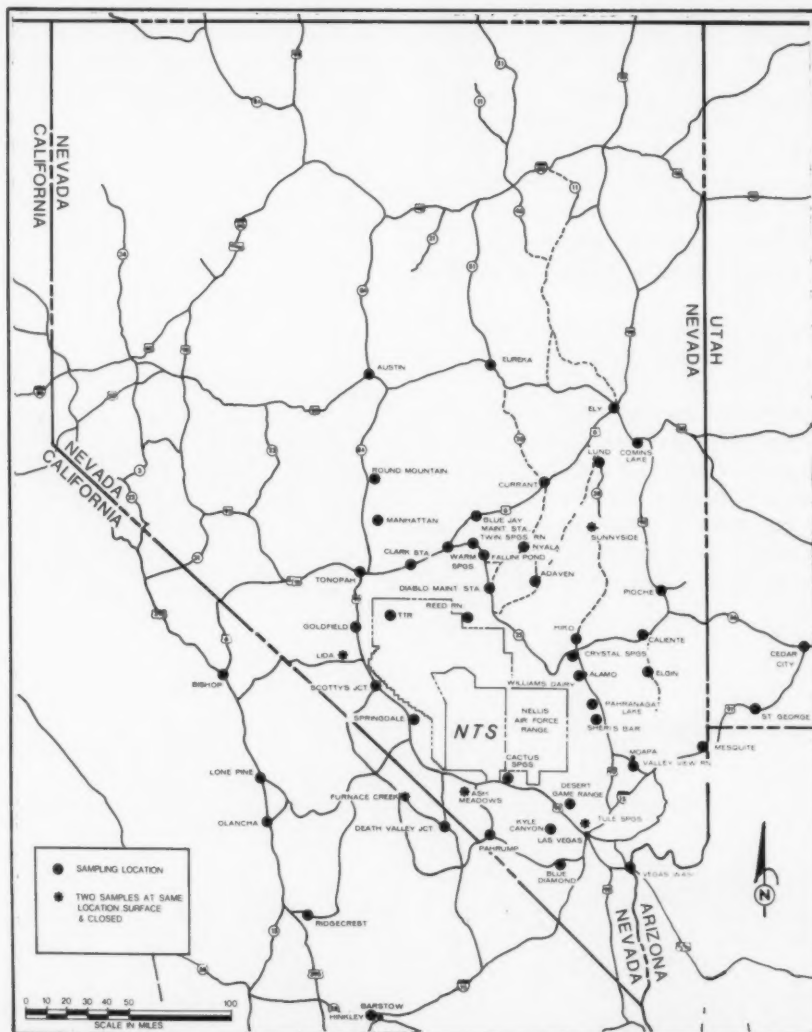 NEVADA
CALIFORNIA
UTAH
NEVADA
AUSTIN
EUREKA
ELY
COMINS
LAKE
LUND
CURRANT
ROUND MOUNTAIN
MANHATTAN
BLUE JAY
MAINT STA.
TWIN SPGS. RN
SUNNYSIDE
NEVADA
CALIFORNIA
CLARK STA.
WARM
SPGS.
FALLINI POND
NYALA
TONOPAH
DIABLO MAINT. STA.
ADAVEN
PIOCHE
TTR
REED RN.
GOLDFIELD
HIKO
CALIENTE
CRYSTAL SPGS.
CEDAR
CITY
LIDA
BISHOP
SCOTTY'S JCT.
WILLIAMS DAIRY
ALAMO
ELGIN
NELLIS
AIR FORCE
RANGE
PAHRANAGAT
LAKE
SHERI'S BAR
ST. GEORGE
SPRINGDALE
NTS
MESQUITE
MOAPA
VALLEY VIEW RN.
LONE PINE
CACTUS
SPGS.
FURNACE CREEK
ASH
MEADOWS
DESERT
GAME RANGE
OLANCHA
DEATH VALLEY JCT.
KYLE
CANYON
TULE SPGS.
LAS VEGAS
PAHRUMP
BLUE
DIAMOND
VEGAS WASH
SAMPLING LOCATION
TWO SAMPLES AT SAME
LOCATION SURFACE
& CLOSED
RIDGECREST
ARIZONA
NEVADA
N
BARSTOW
HINKLEY
0 10 20 30 40 50 100
SCALE IN MILES